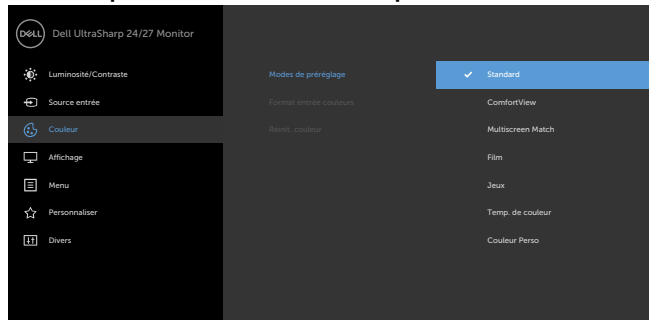 DELL Dell UltraSharp 24/27 Monitor
Luminosité/Contraste
Modes de préréglage
Standard
Source entrée
Format entrée couleurs
ComfortView
Couleur
Réinit. couleur
Multiscreen Match
Affichage
Film
Menu
Jeux
Personnaliser
Temp. de couleur
Divers
Couleur Perso